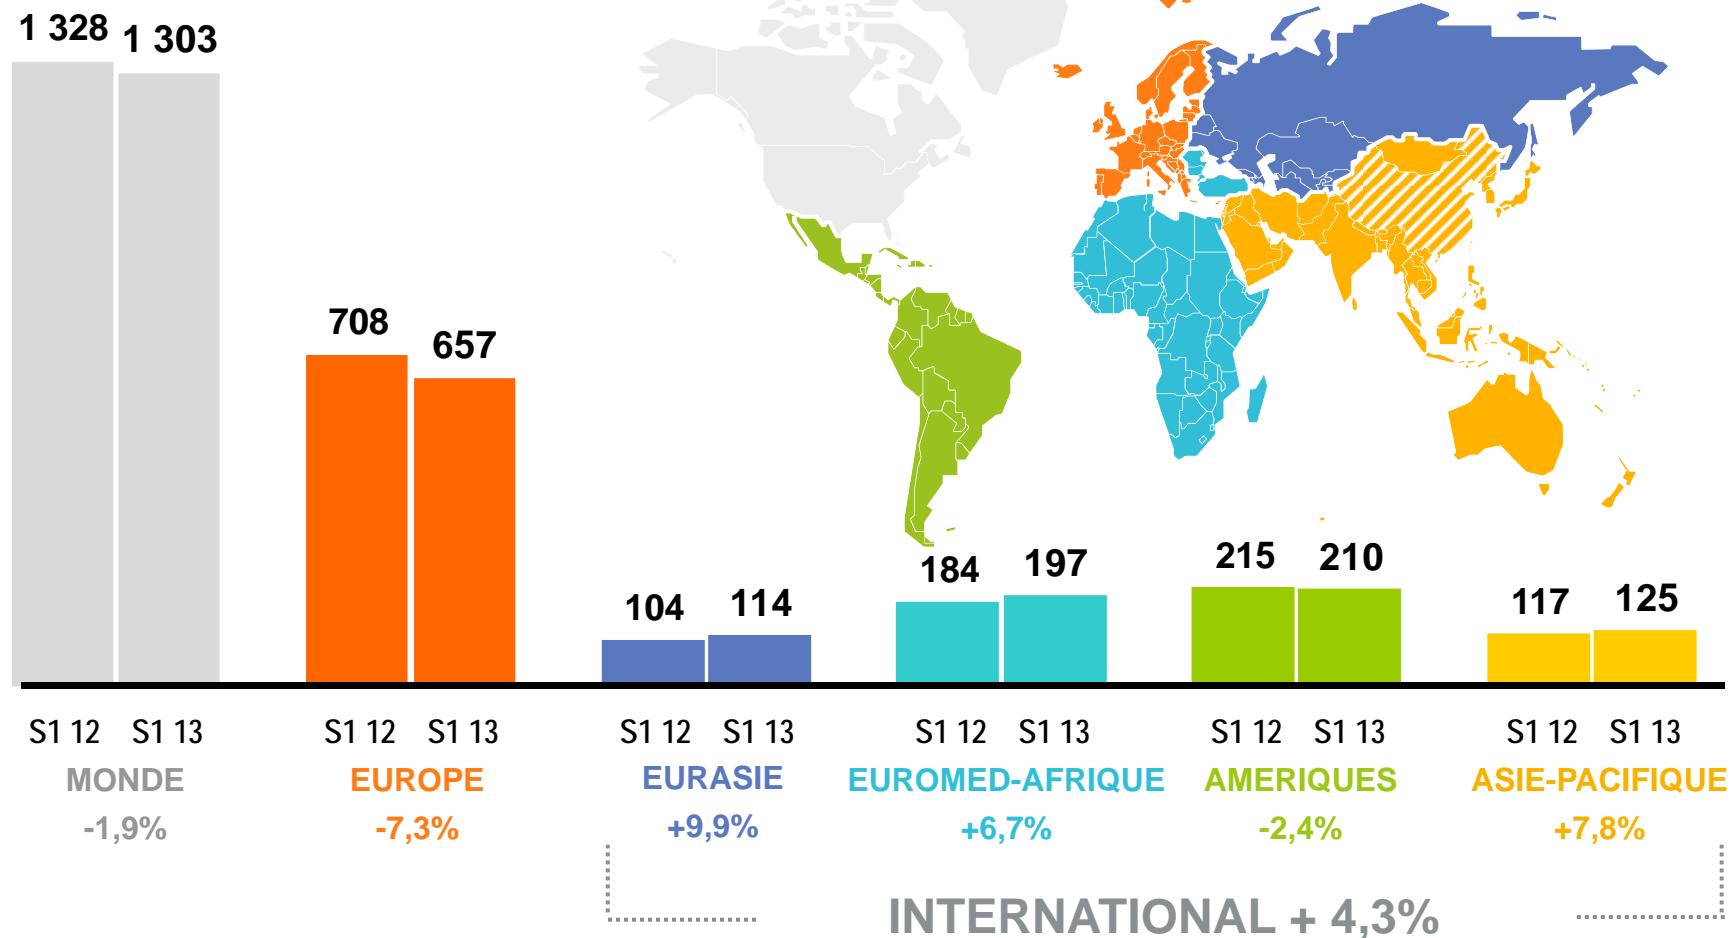 1 328 1 303
708 657
104 114
184 197
215 210
117 125
S1 12 S1 13 S1 12 S1 13 S1 12 S1 13 S1 12 S1 13 S1 12 S1 13 S1 12 S1 13
MONDE EUROPE EURASIE EUROMED-AFRIQUE AMERIQUES ASIE-PACIFIQUE
-1,9% -7,3% +9,9% +6,7% -2,4% +7,8%
INTERNATIONAL + 4,3%